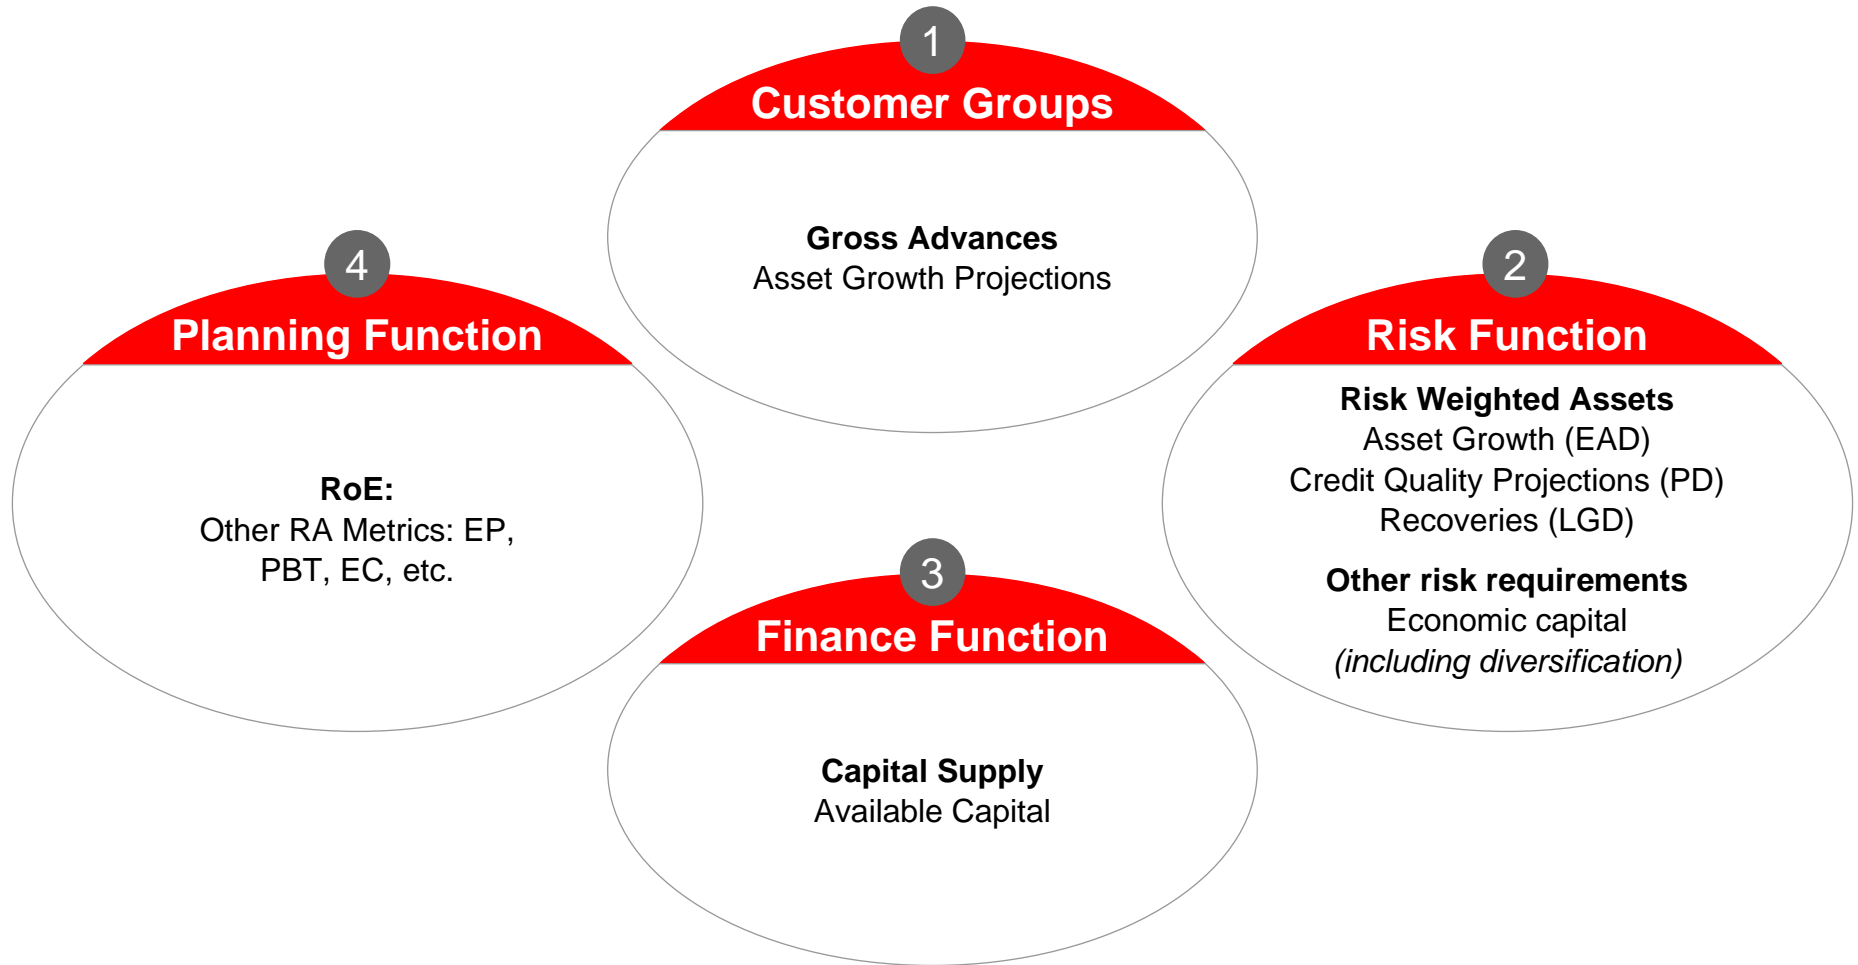 1
Customer Groups
Gross Advances
Asset Growth Projections
2
Risk Function
Risk Weighted Assets
Asset Growth (EAD)
Credit Quality Projections (PD)
Recoveries (LGD)
Other risk requirements
Economic capital
(including diversification)
3
Finance Function
Capital Supply
Available Capital
4
Planning Function
RoE:
Other RA Metrics: EP,
PBT, EC, etc.